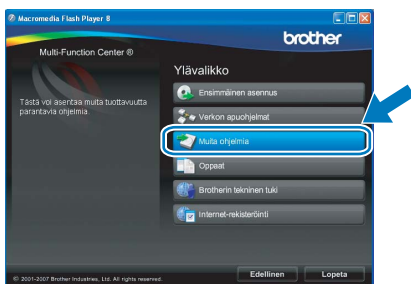 Macromedia Flash Player 8
brother
Multi-Function Center ®
Ylävalikko
Tästä voi asentaa muita tuottavuutta
parantavia ohjelmia.
Ensimmäinen asennus
Verkon apuohjelmat
Muita ohjelmia
Oppaat
Brotherin tekninen tuki
Internet-rekisteröinti
© 2001-2007 Brother Industries, Ltd. All rights reserved.
Edellinen
Lopeta